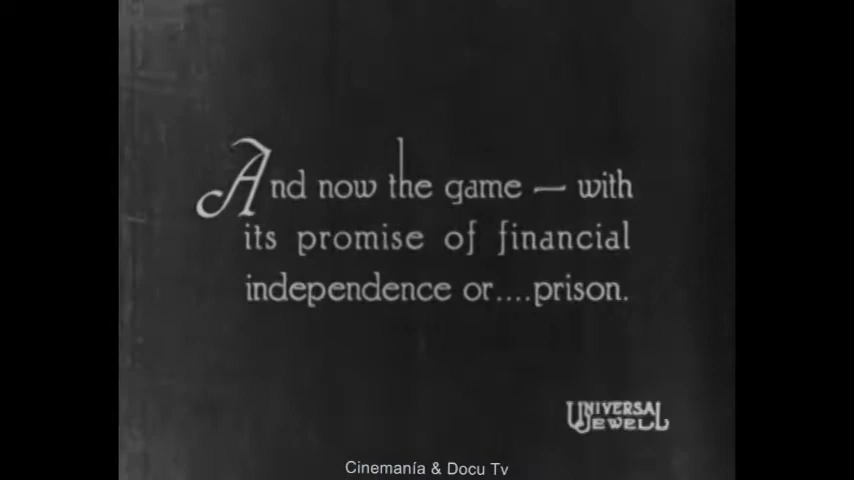 And now the game — with
its promise of financial
independence or....prison.
UNIVERSAL
JEWELL
Cinemanía & Docu Tv